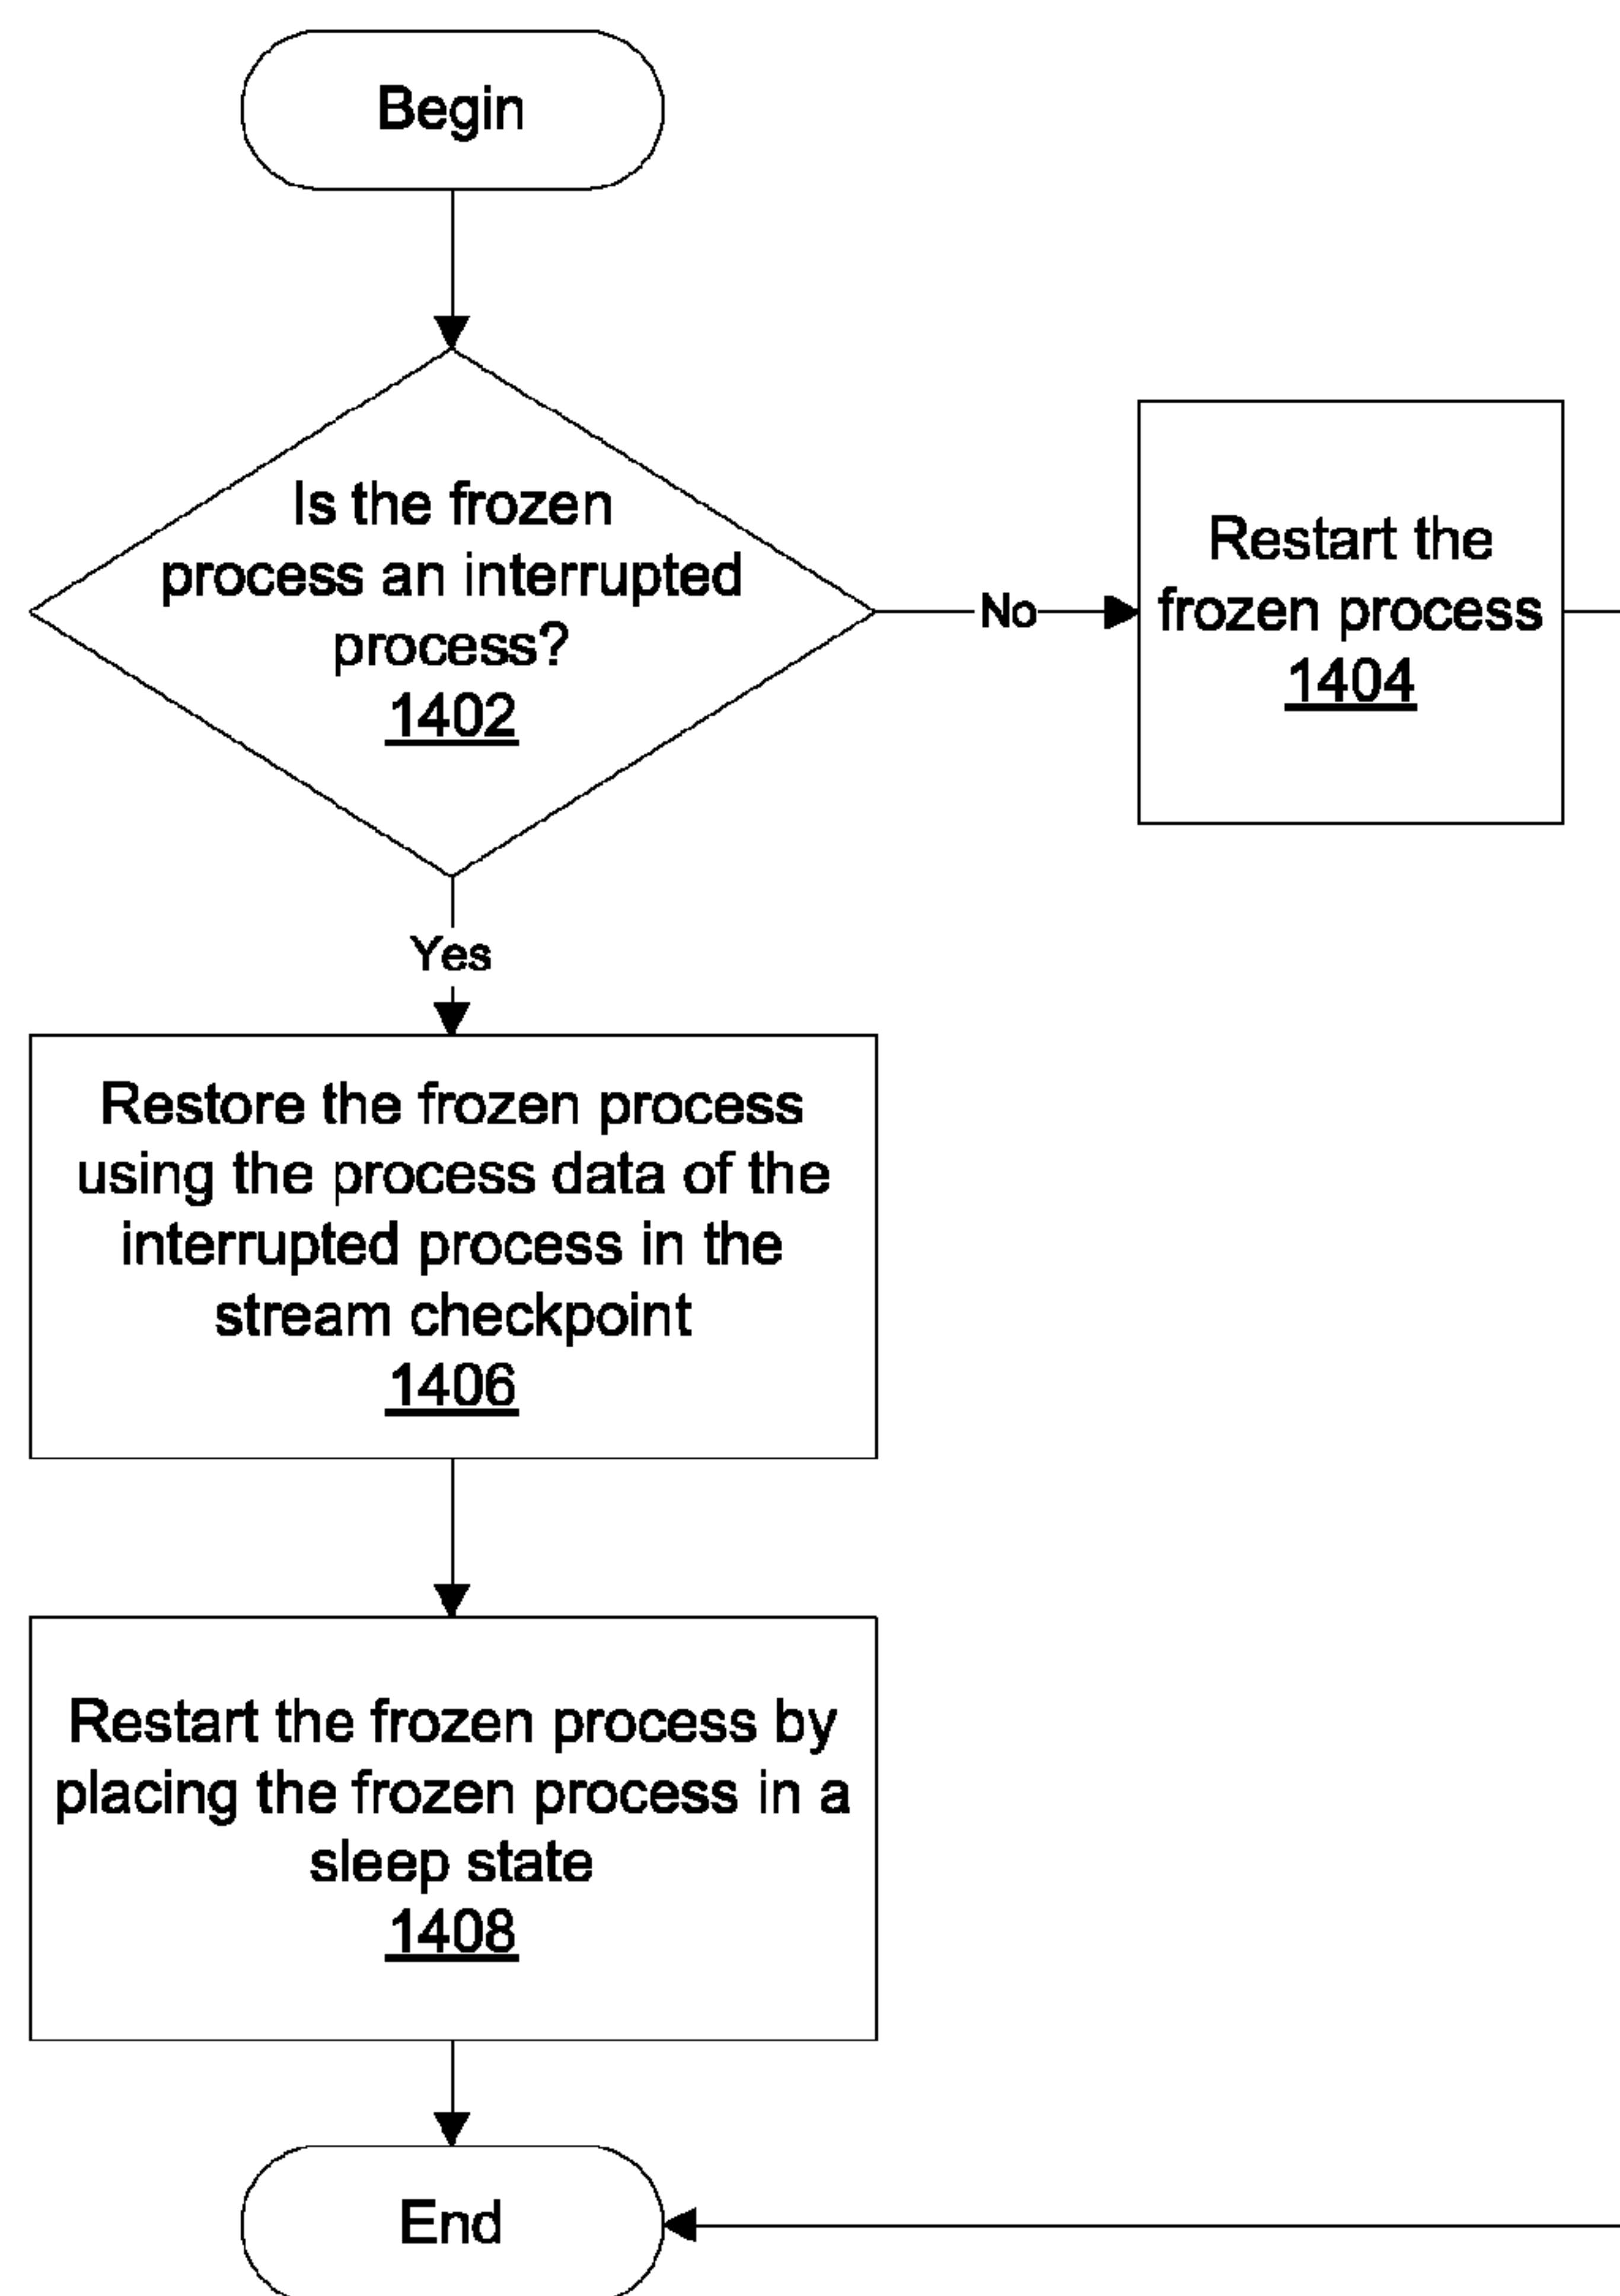 Begin
Is the frozen
process an interrupted
process?
1402
No
Restart the
frozen process
1404
Yes
Restore the frozen process
using the process data of the
interrupted process in the
stream checkpoint
1406
Restart the frozen process by
placing the frozen process in a
sleep state
1408
End